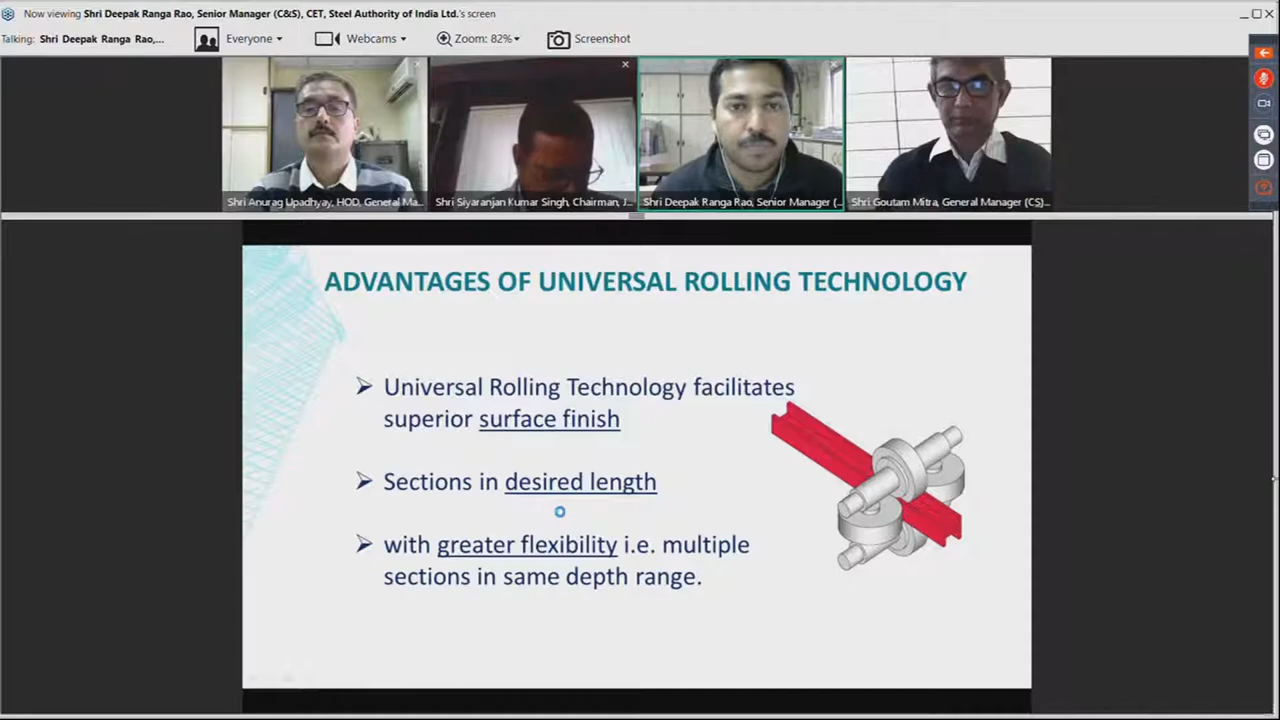 Now viewing Shri Deepak Ranga Rao, Senior Manager (C&S), CET, Steel Authority of India Ltd.'s screen
Talking: Shri Deepak Ranga Rao,...
Everyone
Webcams
Zoom: 82%
Screenshot
Shri Anurag Upadhyay, HOD, General Ma...
Shri Siyaranjan Kumar Singh, Chairman, J...
Shri Deepak Ranga Rao, Senior Manager (...
Shri Goutam Mitra, General Manager (CS)...
ADVANTAGES OF UNIVERSAL ROLLING TECHNOLOGY
Universal Rolling Technology facilitates
superior surface finish
Sections in desired length
with greater flexibility i.e. multiple
sections in same depth range.